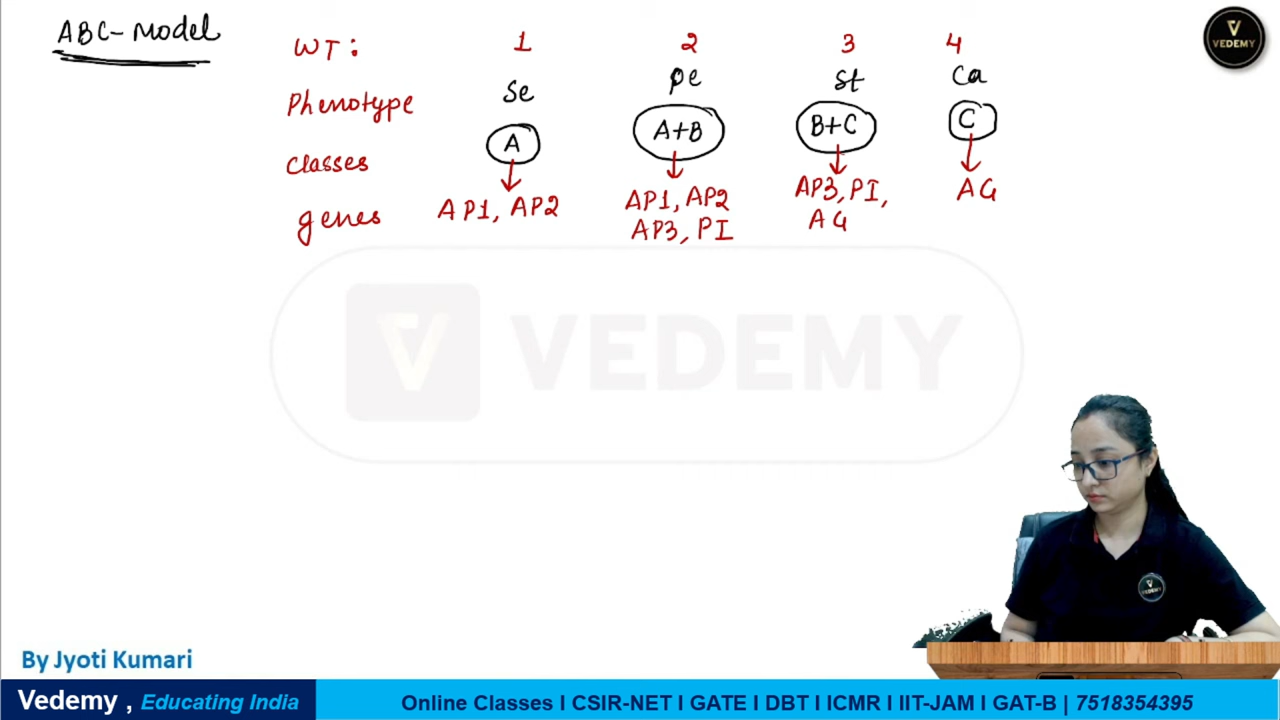 ABC-Model
WT: 1 2 3 4
Phenotype Se Pe St Ca
Classes A A+B B+C C
genes AP1, AP2 AP1, AP2 AP3, PI, AG
AP3, PI AG
VEDEMY
VEDEMY
VEDEMY
By Jyoti Kumari
Vedemy , Educating India
Online Classes I CSIR-NET I GATE I DBT I ICMR I IIT-JAM I GAT-B | 7518354395